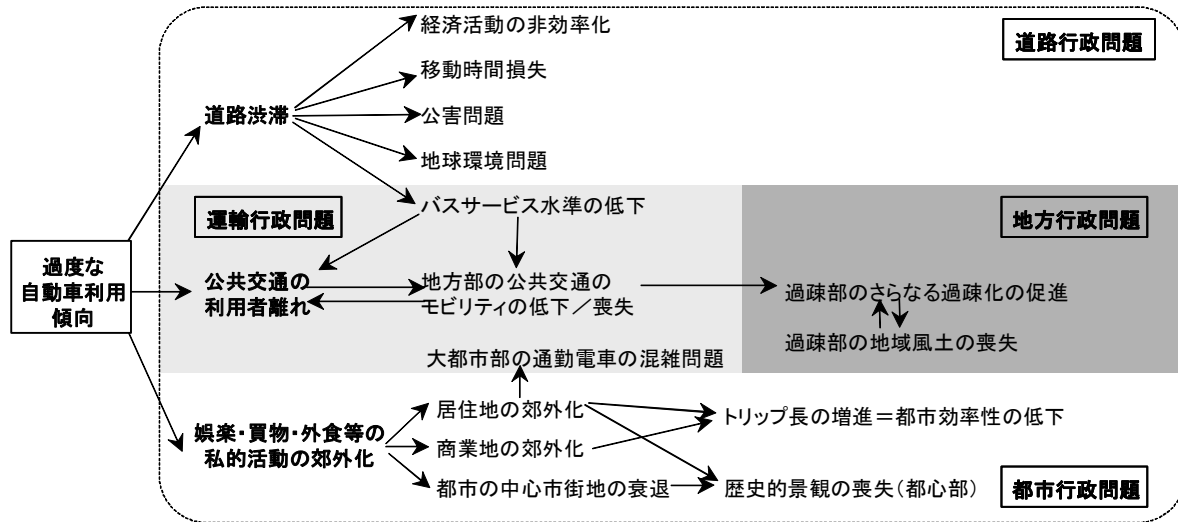 経済活動の非効率化
道路行政問題
移動時間損失
道路渋滞
公害問題
地球環境問題
バスサービス水準の低下
運輸行政問題
地方行政問題
過度な
自動車利用
傾向
公共交通の
利用者離れ
地方部の公共交通の
モビリティの低下／喪失
過疎部のさらなる過疎化の促進
過疎部の地域風土の喪失
大都市部の通勤電車の混雑問題
娯楽・買物・外食等の
私的活動の郊外化
居住地の郊外化
トリップ長の増進＝都市効率性の低下
商業地の郊外化
都市の中心市街地の衰退
歴史的景観の喪失（都心部）
都市行政問題